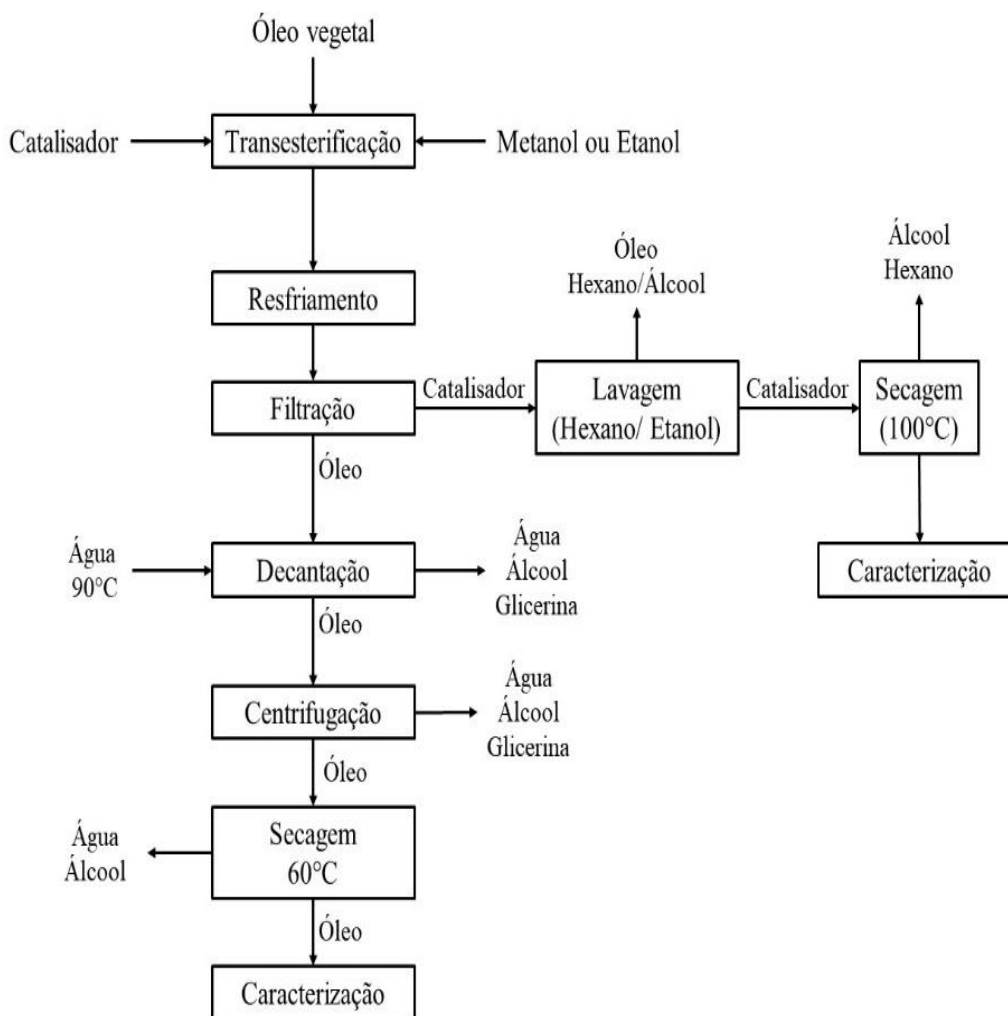 Óleo vegetal
Catalisador
Transesterificação
Metanol ou Etanol
Resfriamento
Óleo
Hexano/Álcool
Álcool
Hexano
Filtração
Catalisador
Lavagem
(Hexano/ Etanol)
Catalisador
Secagem
(100°C)
Óleo
Água
90°C
Decantação
Água
Álcool
Glicerina
Caracterização
Óleo
Centrifugação
Água
Álcool
Glicerina
Óleo
Água
Álcool
Secagem
60°C
Óleo
Caracterização